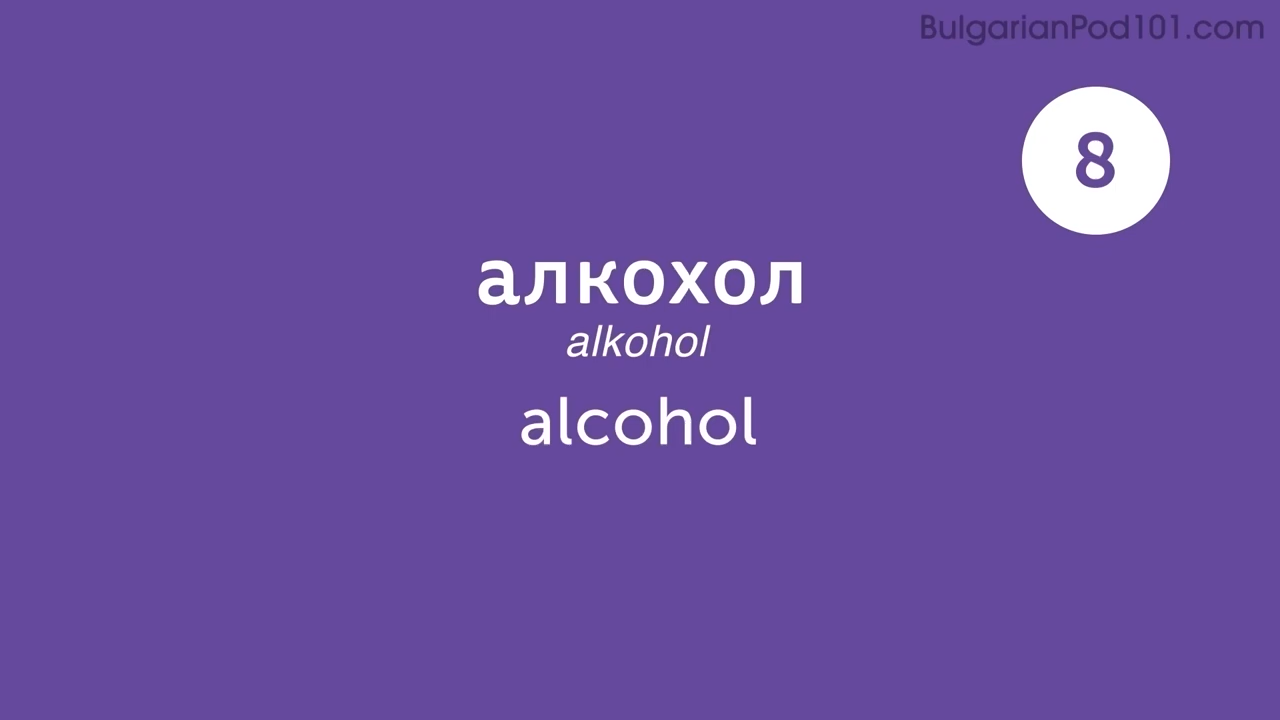 BulgarianPod101.com
8
алкохол
alkohol
alcohol